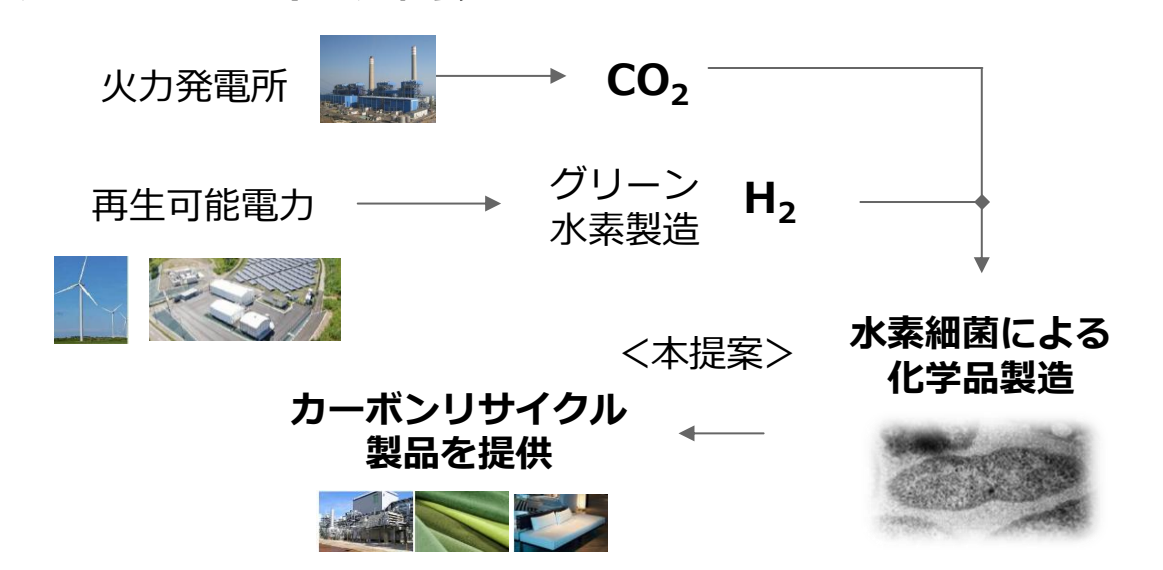 火力発電所
CO₂
再生可能電力
グリーン
水素製造
H₂
＜本提案＞
水素細菌による
化学品製造
カーボンリサイクル
製品を提供